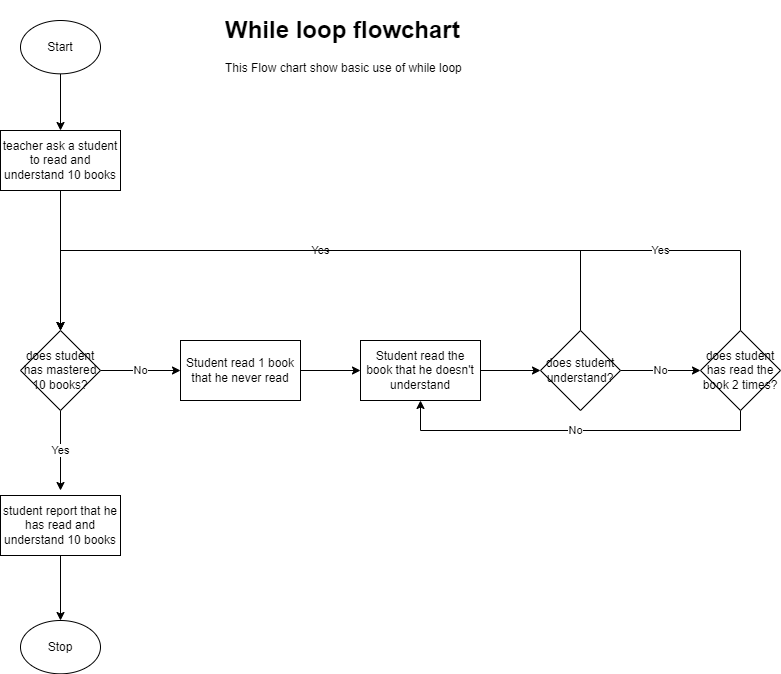 While loop flowchart
Start
This Flow chart show basic use of while loop
teacher ask a student
to read and
understand 10 books
Yes
Yes
does student
has mastered
10 books?
No
Student read 1 book
that he never read
Student read the
book that he doesn't
understand
does student
understand?
No
does student
has read the
book 2 times?
No
Yes
student report that he
has read and
understand 10 books
Stop